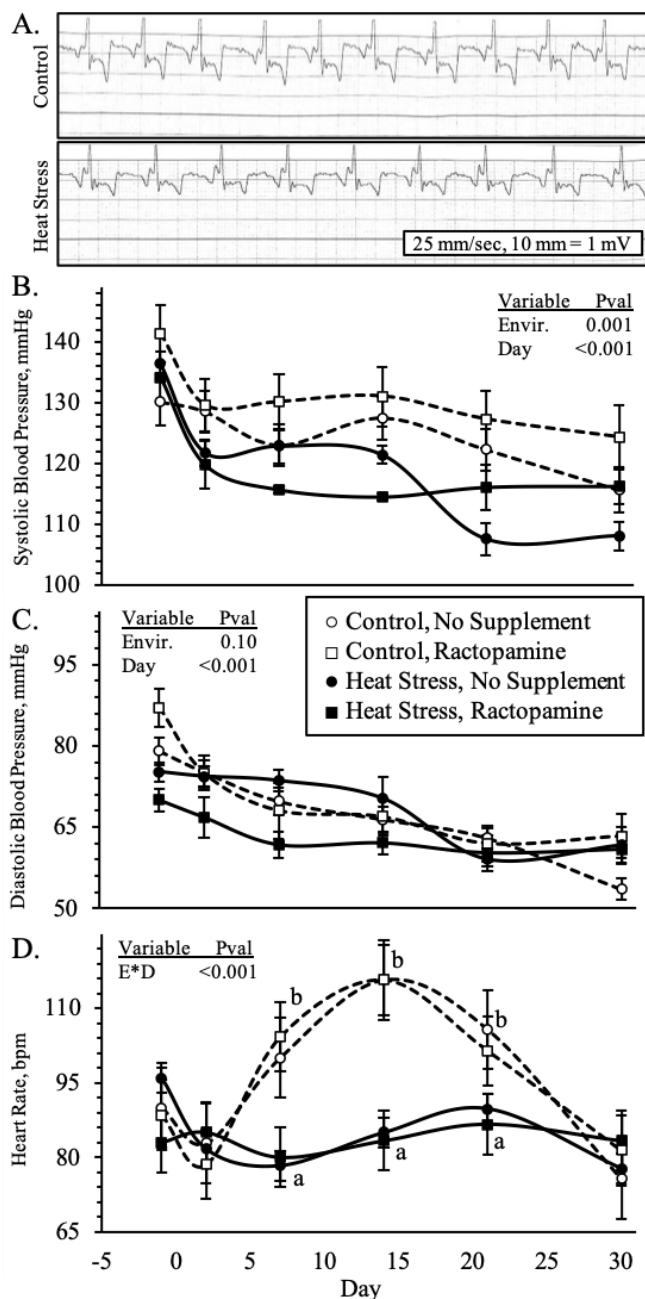 A.
Control
Heat Stress
25 mm/sec, 10 mm = 1 mV
B.
Variable Pval
Envir. 0.001
Day <0.001
Systolic Blood Pressure, mmHg
140
130
120
110
100
C.
Variable Pval
Envir. 0.10
Day <0.001
Control, No Supplement
Control, Ractopamine
Heat Stress, No Supplement
Heat Stress, Ractopamine
Diastolic Blood Pressure, mmHg
95
80
65
50
D.
Variable Pval
E*D <0.001
Heart Rate, bpm
110
95
80
65
b
b
b
a
a
a
-5 0 5 10 15 20 25 30
Day